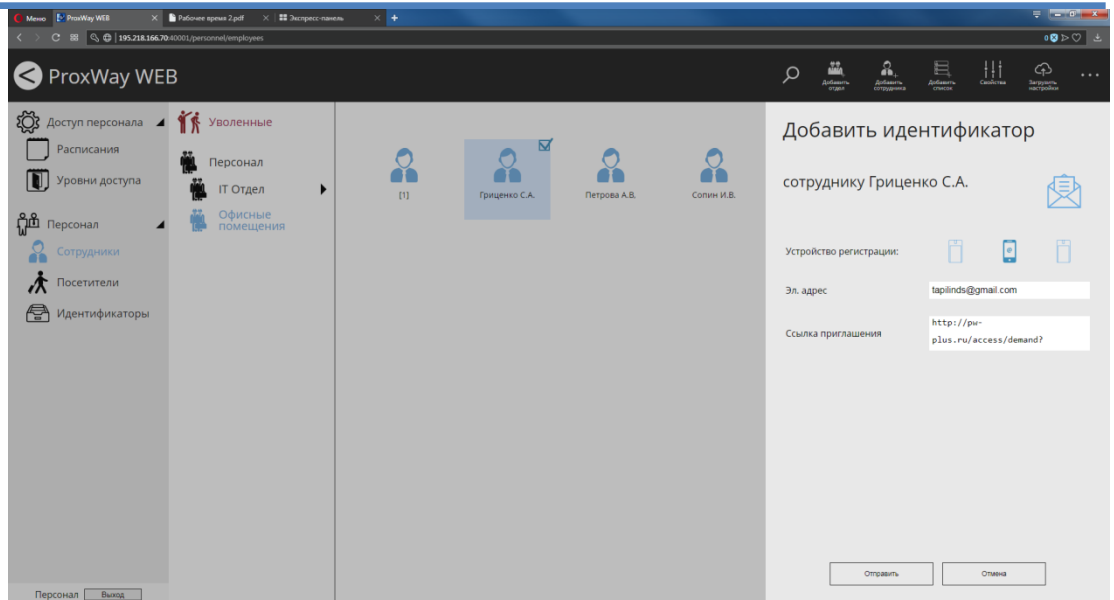 Меню
ProxWay WEB
Рабочее время 2.pdf
Экспресс-панель
195.218.166.70:40001/personnel/employees
0
ProxWay WEB
Добавить отдел
Добавить сотрудника
Добавить список
Свойства
Загрузить настройки
Доступ персонала
Расписания
Уровни доступа
Персонал
Сотрудники
Посетители
Идентификаторы
Уволенные
Персонал
IT Отдел
Офисные
помещения
[1]
Гриценко С.А.
Петрова А.В.
Сопин И.В.
Добавить идентификатор
сотруднику Гриценко С.А.
Устройство регистрации:
Эл. адрес
tapilinds@gmail.com
Ссылка приглашения
http://pw-
plus.ru/access/demand?
Отправить
Отмена
Персонал
Выход